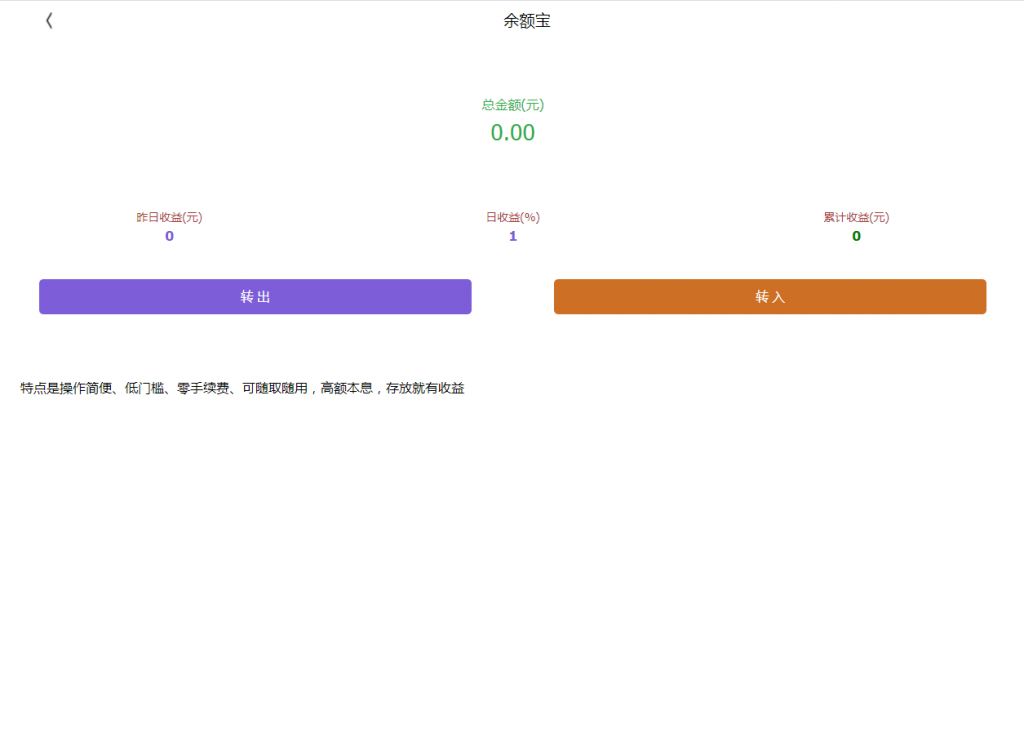 余额宝
总金额(元)
0.00
昨日收益(元)
日收益(%)
累计收益(元)
0
1
0
转 出
转 入
特点是操作简便、低门槛、零手续费、可随取随用，高额本息，存放就有收益